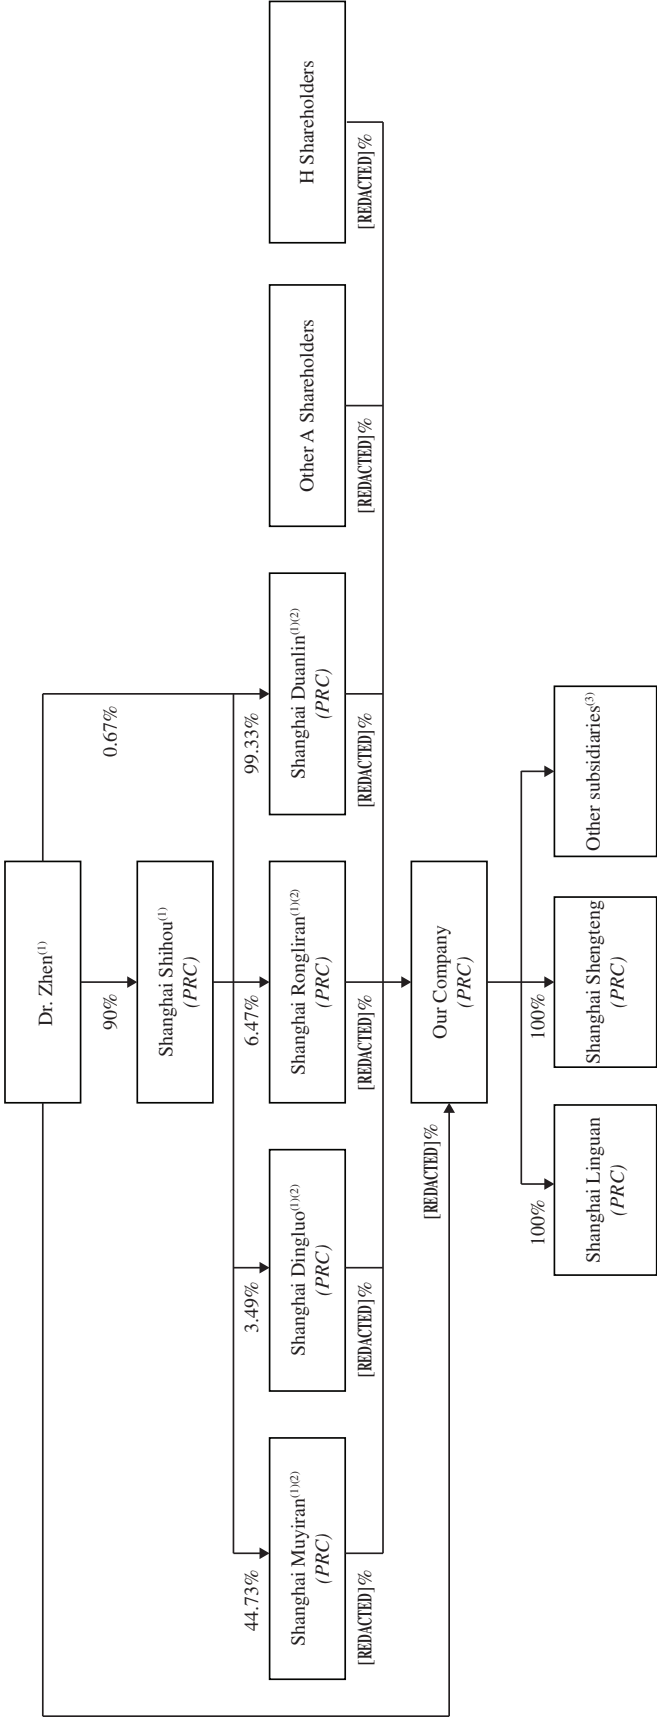 Dr. Zhen(1)
90%
0.67%
Shanghai Shihou(1)
(PRC)
44.73%
3.49%
6.47%
99.33%
Shanghai Muyiran(1)(2)
(PRC)
Shanghai Dingluo(1)(2)
(PRC)
Shanghai Rongliran(1)(2)
(PRC)
Shanghai Duanlin(1)(2)
(PRC)
Other A Shareholders
H Shareholders
[REDACTED]%
[REDACTED]%
[REDACTED]%
[REDACTED]%
[REDACTED]%
[REDACTED]%
[REDACTED]%
Our Company
(PRC)
100%
100%
Shanghai Linguan
(PRC)
Shanghai Shengteng
(PRC)
Other subsidiaries(3)